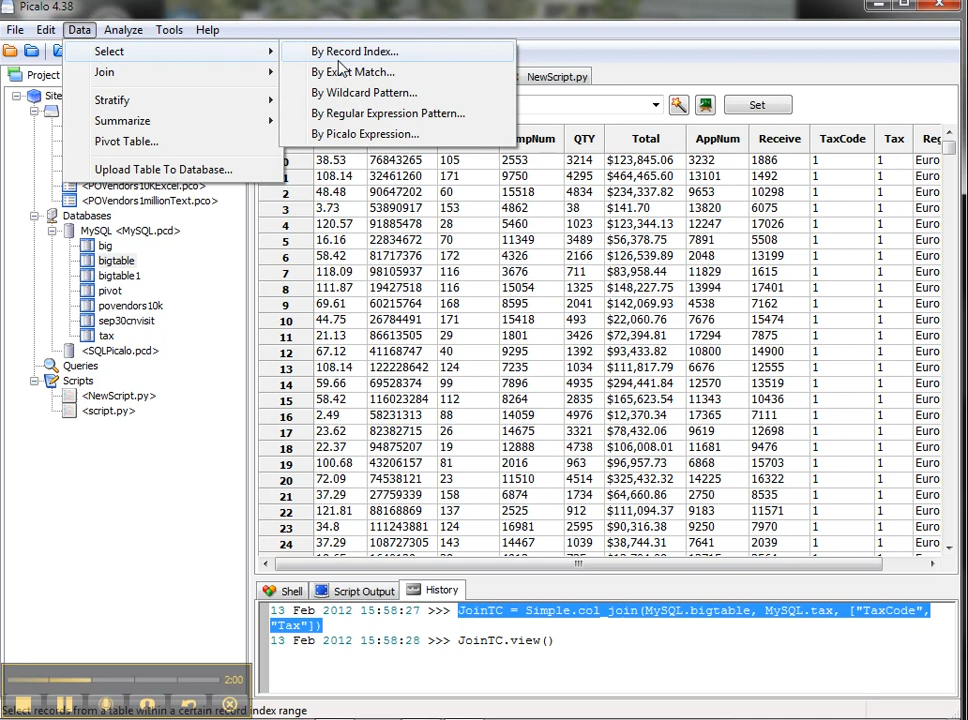 Picalo 4.38
File Edit Data Analyze Tools Help
Project
NewScript.py
Set
Select
Join
Stratify
Summarize
Pivot Table...
Upload Table To Database...
By Record Index...
By Exact Match...
By Wildcard Pattern...
By Regular Expression Pattern...
By Picalo Expression...
<POVendors10KExcel.pco>
<POVendors1millionText.pco>
Databases
MySQL <MySQL.pcd>
big
bigtable
bigtable1
pivot
povendors10k
sep30cnvisit
tax
<SQLPicalo.pcd>
Queries
Scripts
<NewScript.py>
<script.py>
QTY Total AppNum Receive TaxCode Tax
0 38.53 76843265 105 2553 3214 $123,845.06 3232 1886 1 1 Euro
1 108.14 32461260 171 9750 4295 $464,465.60 13101 1492 1 1 Euro
2 48.48 90647202 60 15518 4834 $234,337.82 9653 10298 1 1 Euro
3 3.73 53890917 153 4862 38 $141.70 13820 6075 1 1 Euro
4 120.57 91885478 28 5460 1023 $123,344.13 12247 17026 1 1 Euro
5 16.16 22834672 70 11349 3489 $56,378.75 7891 5508 1 1 Euro
6 58.42 81717376 172 4326 2166 $126,539.89 2048 13199 1 1 Euro
7 118.09 98105937 116 3676 711 $83,958.44 11829 1615 1 1 Euro
8 111.87 19427518 116 15054 1325 $148,227.75 13994 17401 1 1 Euro
9 69.61 60215764 168 8595 2041 $142,069.93 4538 7162 1 1 Euro
10 44.75 26784491 171 15418 493 $22,060.76 7676 15474 1 1 Euro
11 21.13 86613505 29 1801 3426 $72,394.81 17294 7875 1 1 Euro
12 67.12 41168747 40 9295 1392 $93,433.82 10800 14900 1 1 Euro
13 108.14 122228642 124 7235 1034 $111,817.79 6676 12555 1 1 Euro
14 59.66 69528374 99 7896 4935 $294,441.84 12570 13519 1 1 Euro
15 58.42 116023284 112 8264 2835 $165,623.54 11343 10436 1 1 Euro
16 2.49 58231313 88 14059 4976 $12,370.34 17365 7111 1 1 Euro
17 23.62 82382715 26 14675 3321 $78,432.06 9619 12698 1 1 Euro
18 22.37 94875207 19 12888 4738 $106,008.01 11681 9476 1 1 Euro
19 100.68 43206157 81 2016 963 $96,957.73 6868 15703 1 1 Euro
20 72.09 74538121 23 11510 4514 $325,432.32 14225 16322 1 1 Euro
21 37.29 27759339 158 6874 1734 $64,660.86 2750 8535 1 1 Euro
22 121.81 88168869 137 2525 912 $111,094.37 9183 11571 1 1 Euro
23 34.8 111243881 124 16981 2595 $90,316.38 9250 7970 1 1 Euro
24 37.29 108727305 143 14467 1039 $38,744.31 7641 2039 1 1 Euro
Shell Script Output History
13 Feb 2012 15:58:27 >>> JoinTC = Simple.col_join(MySQL.bigtable, MySQL.tax, ["TaxCode",
"Tax"])
13 Feb 2012 15:58:28 >>> JoinTC.view()
2:00
Select records from a table within a certain record index range